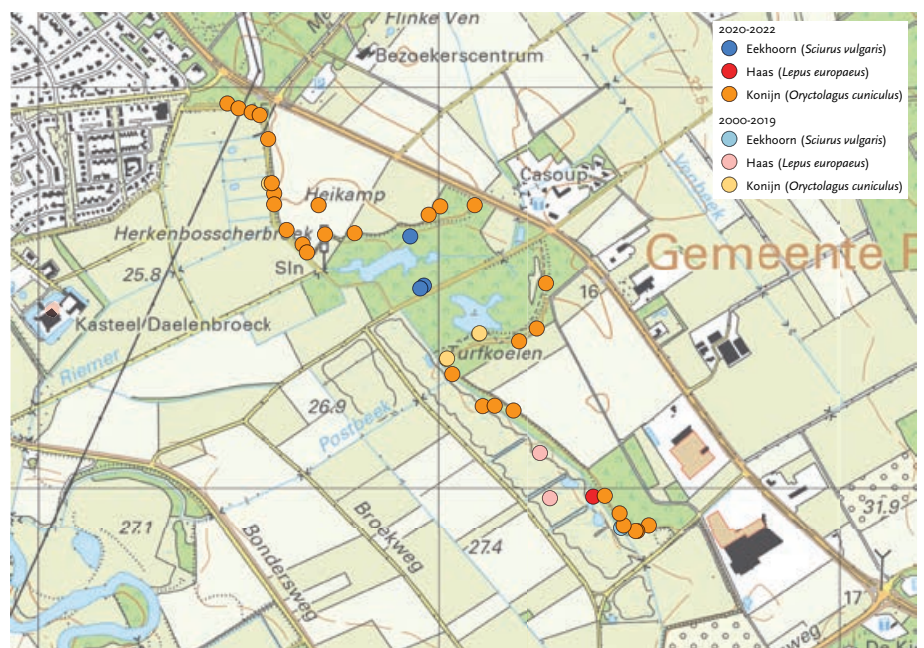 Flinke Ven
Bezoekerscentrum
2020-2022
Eekhoorn (Sciurus vulgaris)
Haas (Lepus europaeus)
Konijn (Oryctolagus cuniculus)
2000-2019
Eekhoorn (Sciurus vulgaris)
Haas (Lepus europaeus)
Konijn (Oryctolagus cuniculus)
32.5
Casoup
Heikamp
Herkenbosscherbroek
Gemeente
25.8
Sln
16
Kasteel Daelenbroeck
Turfkoelen
Riemer
26.9
Postbeek
31.9
27.1
Broekweg
27.4
Bondersweg
17